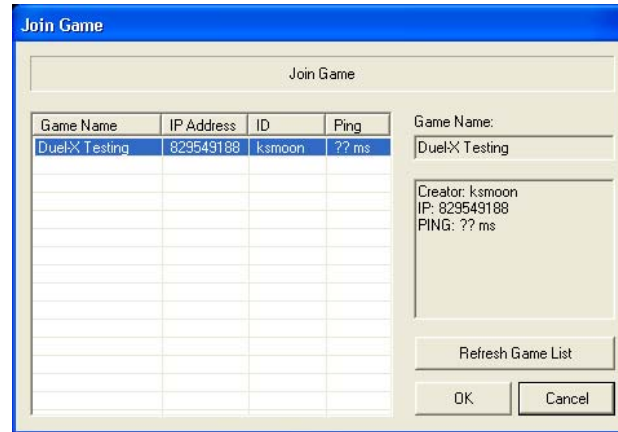 Join Game
Join Game
Game Name IP Address ID Ping
Duel-X Testing 829549188 ksmoon ?? ms
Game Name:
Duel-X Testing
Creator: ksmoon
IP: 829549188
PING: ?? ms
Refresh Game List
OK Cancel